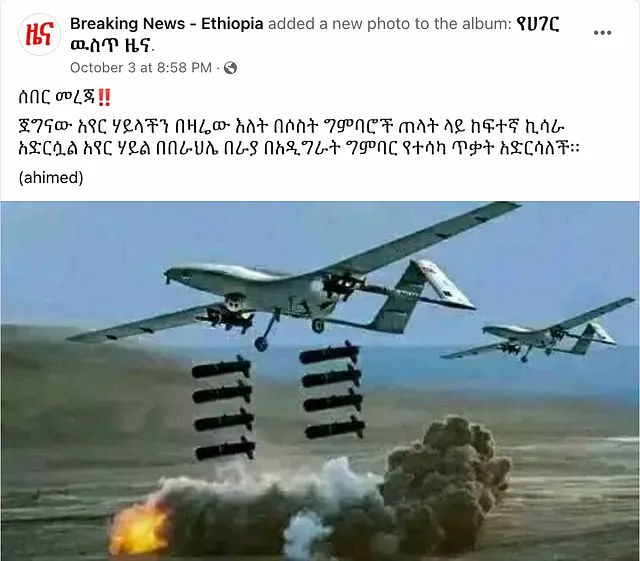 ዜና
Breaking News - Ethiopia added a new photo to the album: የሀገር
ዉስጥ ዜና.
October 3 at 8:58 PM ·
ሰበር መረጃ‼️
ጀግናው አየር ሃይላችን በዛሬው እለት በሶስት ግምባሮች ጠላት ላይ ከፍተኛ ኪሳራ
አድርሷል አየር ሃይል በበራህሌ በራያ በአዲግራት ግምባር የተሳካ ጥቃት አድርሳለች፡፡
(ahimed)